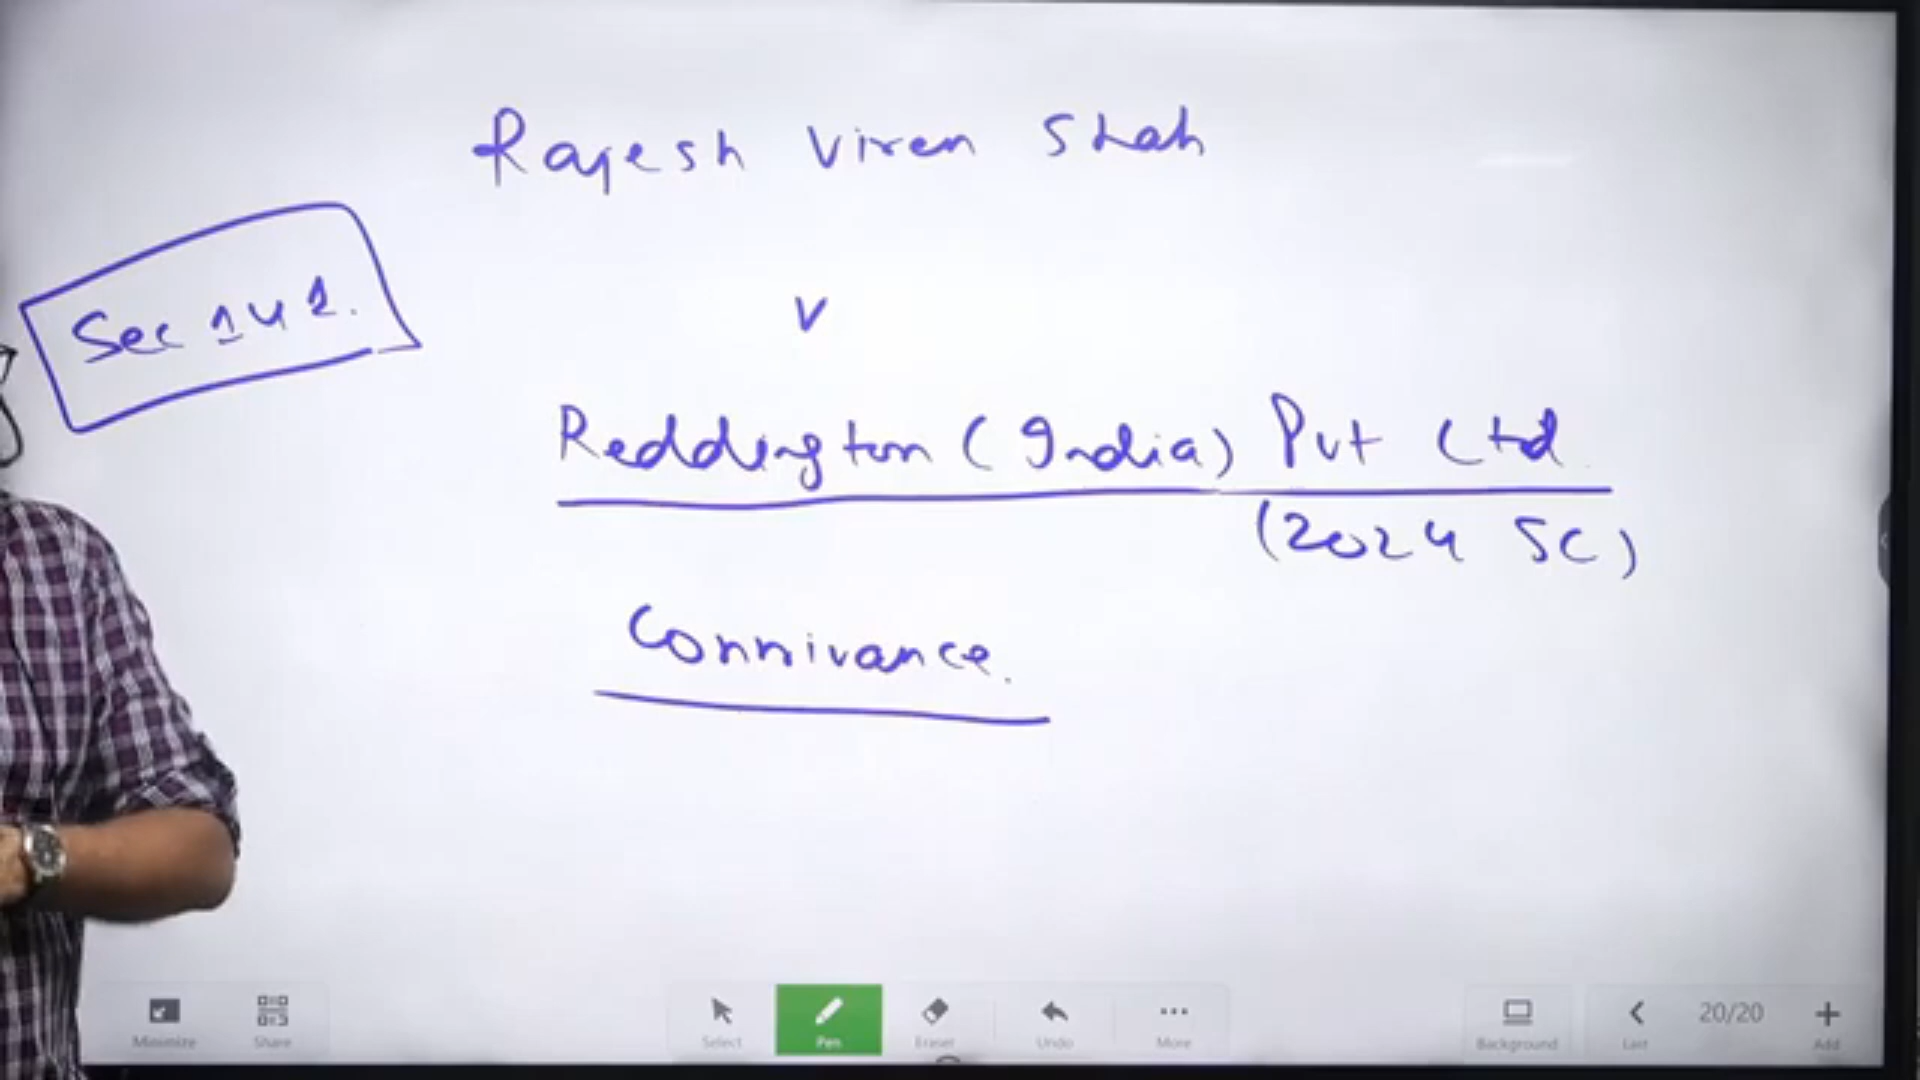 Rajesh Viren Shah
Sec 141.
v
Reddington (India) Pvt Ltd.
(2024 SC)
Connivance.
Minimize
Share
Select
Pen
Eraser
Undo
More
Background
Last
20/20
Add